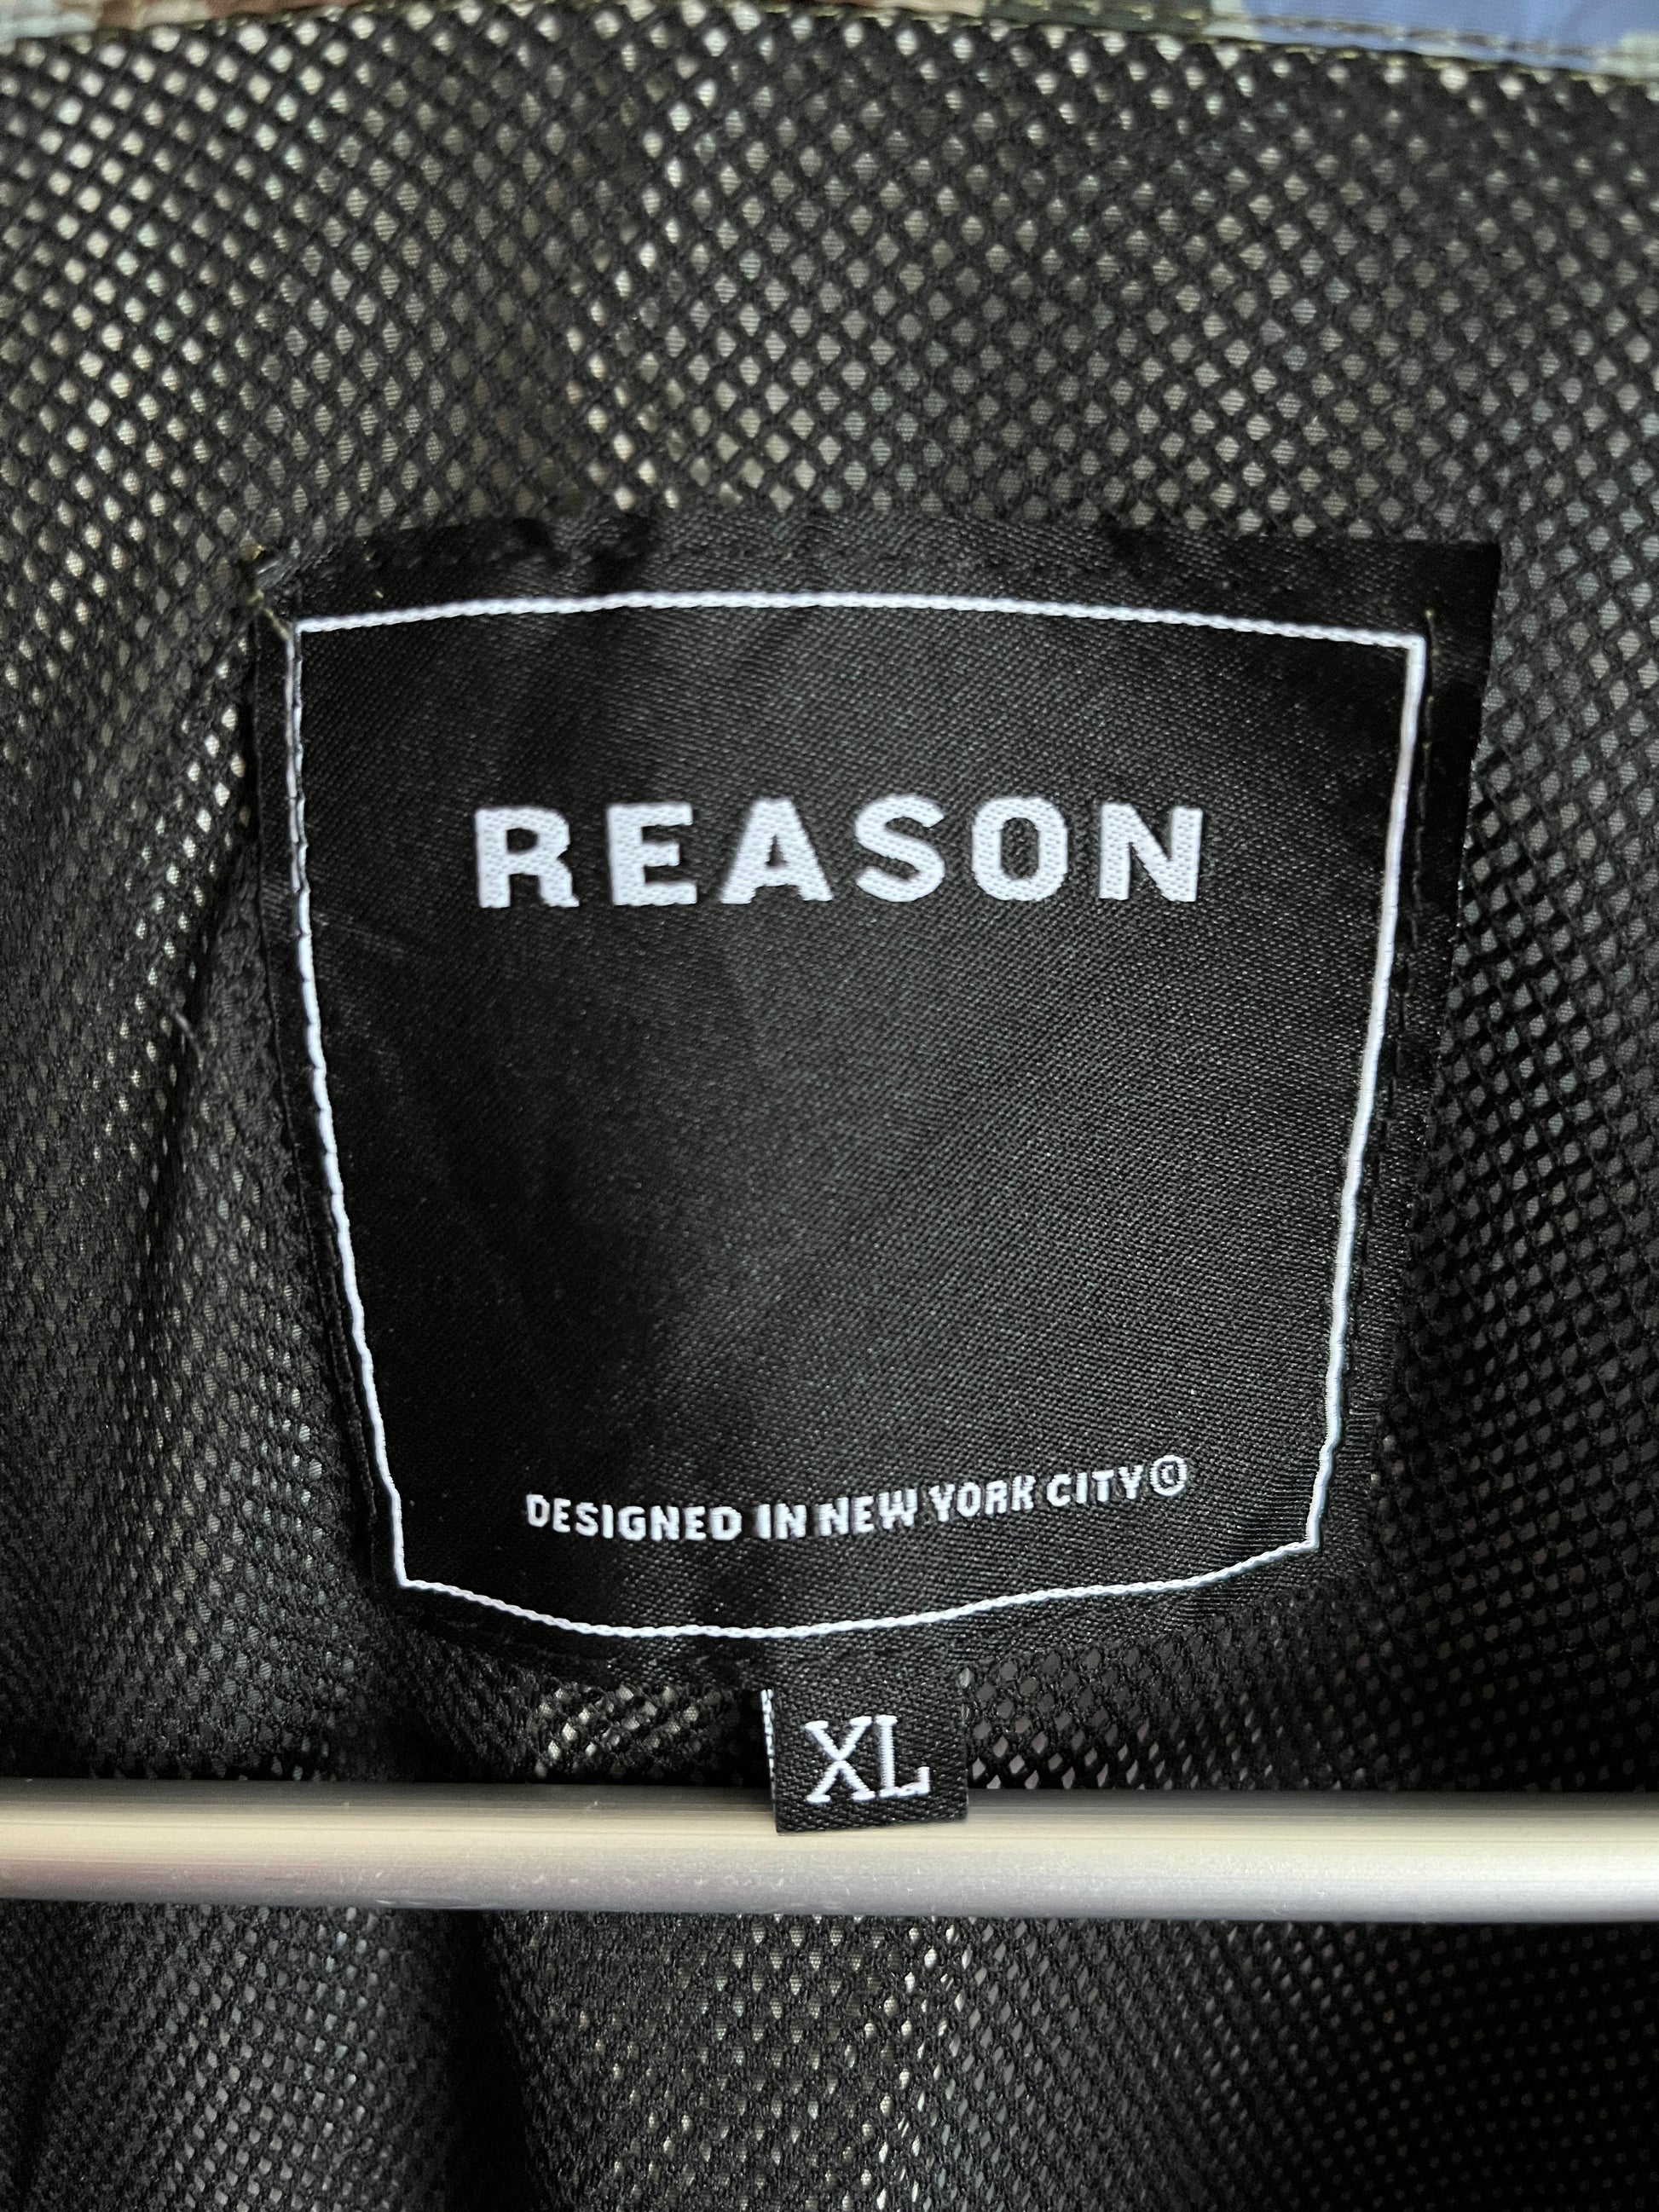 REASON
DESIGNED IN NEW YORK CITY©
XL